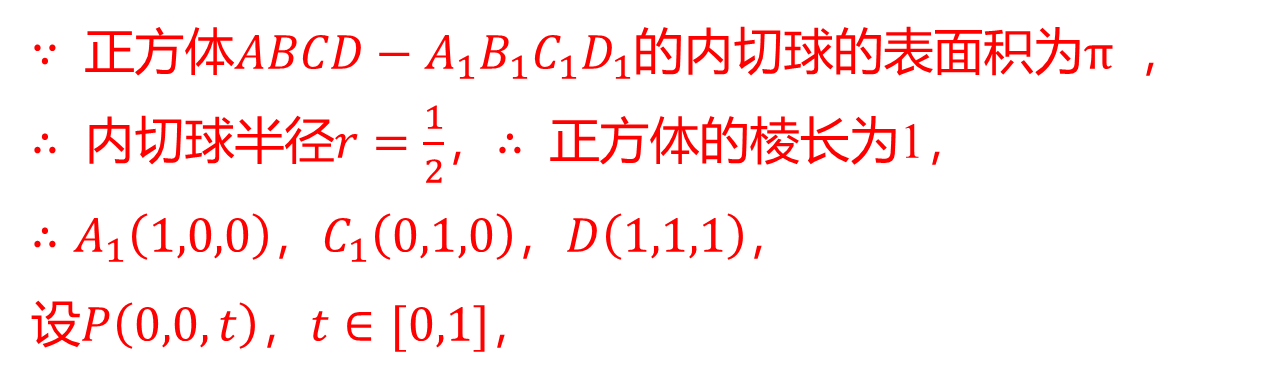 ∵ 正方体ABCD − A₁B₁C₁D₁的内切球的表面积为π ，
∴ 内切球半径r = 1/2，∴ 正方体的棱长为1，
∴ A₁(1,0,0)，C₁(0,1,0)，D(1,1,1)，
设P(0,0,t)，t ∈ [0,1]，